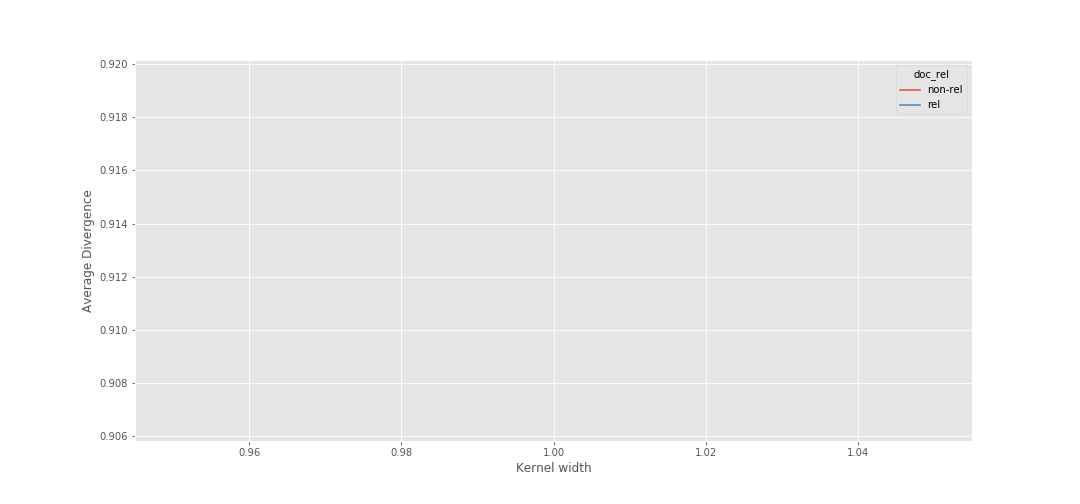 0.920
0.918
0.916
0.914
0.912
0.910
0.908
0.906
Average Divergence
doc_rel
non-rel
rel
0.96 0.98 1.00 1.02 1.04
Kernel width